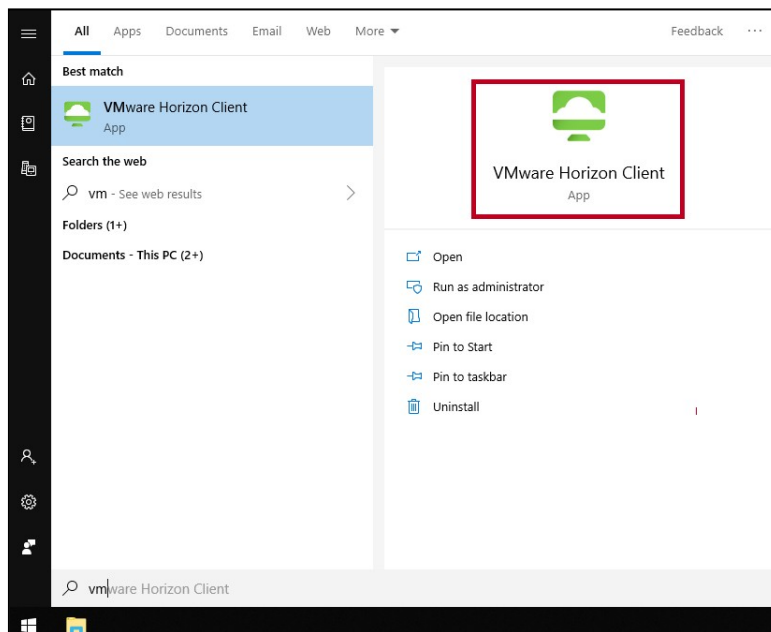 All Apps Documents Email Web More Feedback ...
Best match
VMware Horizon Client
App
Search the web
vm - See web results
Folders (1+)
Documents - This PC (2+)
VMware Horizon Client
App
Open
Run as administrator
Open file location
Pin to Start
Pin to taskbar
Uninstall
vmware Horizon Client